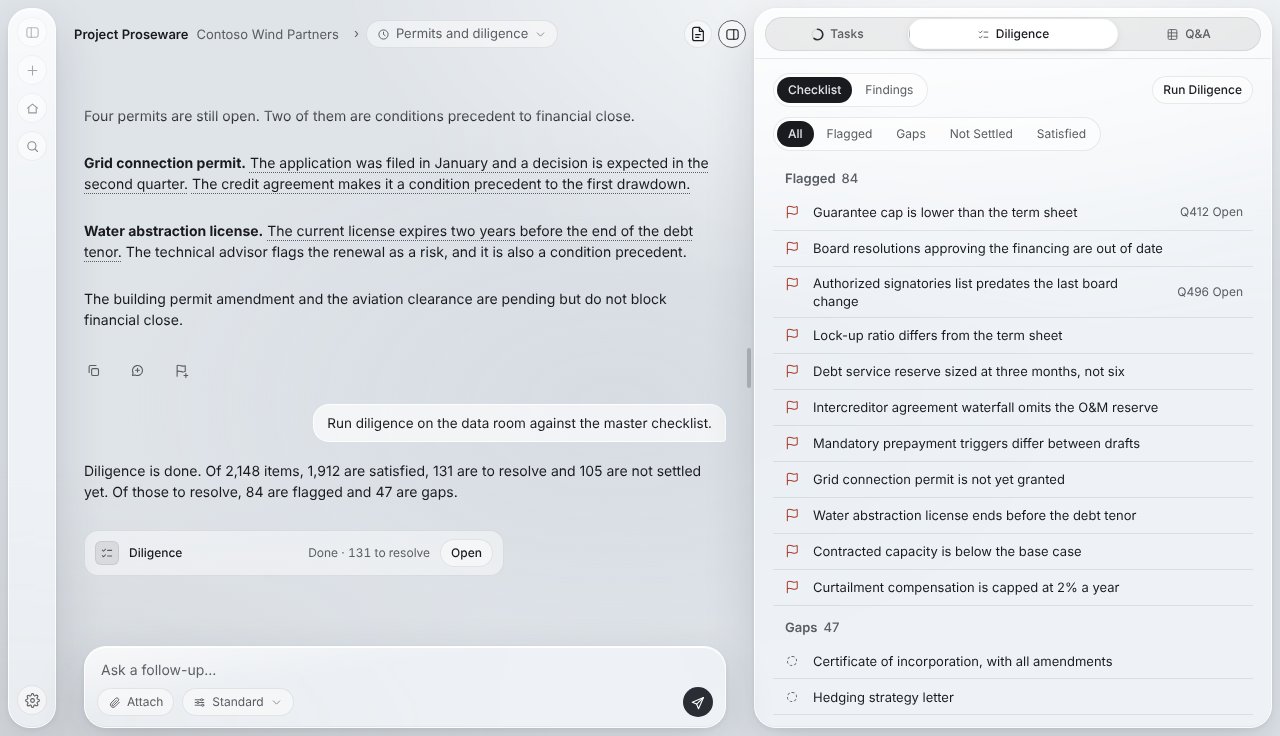 Project Proseware Contoso Wind Partners › Permits and diligence
Four permits are still open. Two of them are conditions precedent to financial close.
Grid connection permit. The application was filed in January and a decision is expected in the
second quarter. The credit agreement makes it a condition precedent to the first drawdown.
Water abstraction license. The current license expires two years before the end of the debt
tenor. The technical advisor flags the renewal as a risk, and it is also a condition precedent.
The building permit amendment and the aviation clearance are pending but do not block
financial close.
Run diligence on the data room against the master checklist.
Diligence is done. Of 2,148 items, 1,912 are satisfied, 131 are to resolve and 105 are not settled
yet. Of those to resolve, 84 are flagged and 47 are gaps.
Diligence Done · 131 to resolve Open
Ask a follow-up...
Attach Standard
Tasks Diligence Q&A
Checklist Findings Run Diligence
All Flagged Gaps Not Settled Satisfied
Flagged 84
Guarantee cap is lower than the term sheet Q412 Open
Board resolutions approving the financing are out of date
Authorized signatories list predates the last board
change Q496 Open
Lock-up ratio differs from the term sheet
Debt service reserve sized at three months, not six
Intercreditor agreement waterfall omits the O&M reserve
Mandatory prepayment triggers differ between drafts
Grid connection permit is not yet granted
Water abstraction license ends before the debt tenor
Contracted capacity is below the base case
Curtailment compensation is capped at 2% a year
Gaps 47
Certificate of incorporation, with all amendments
Hedging strategy letter